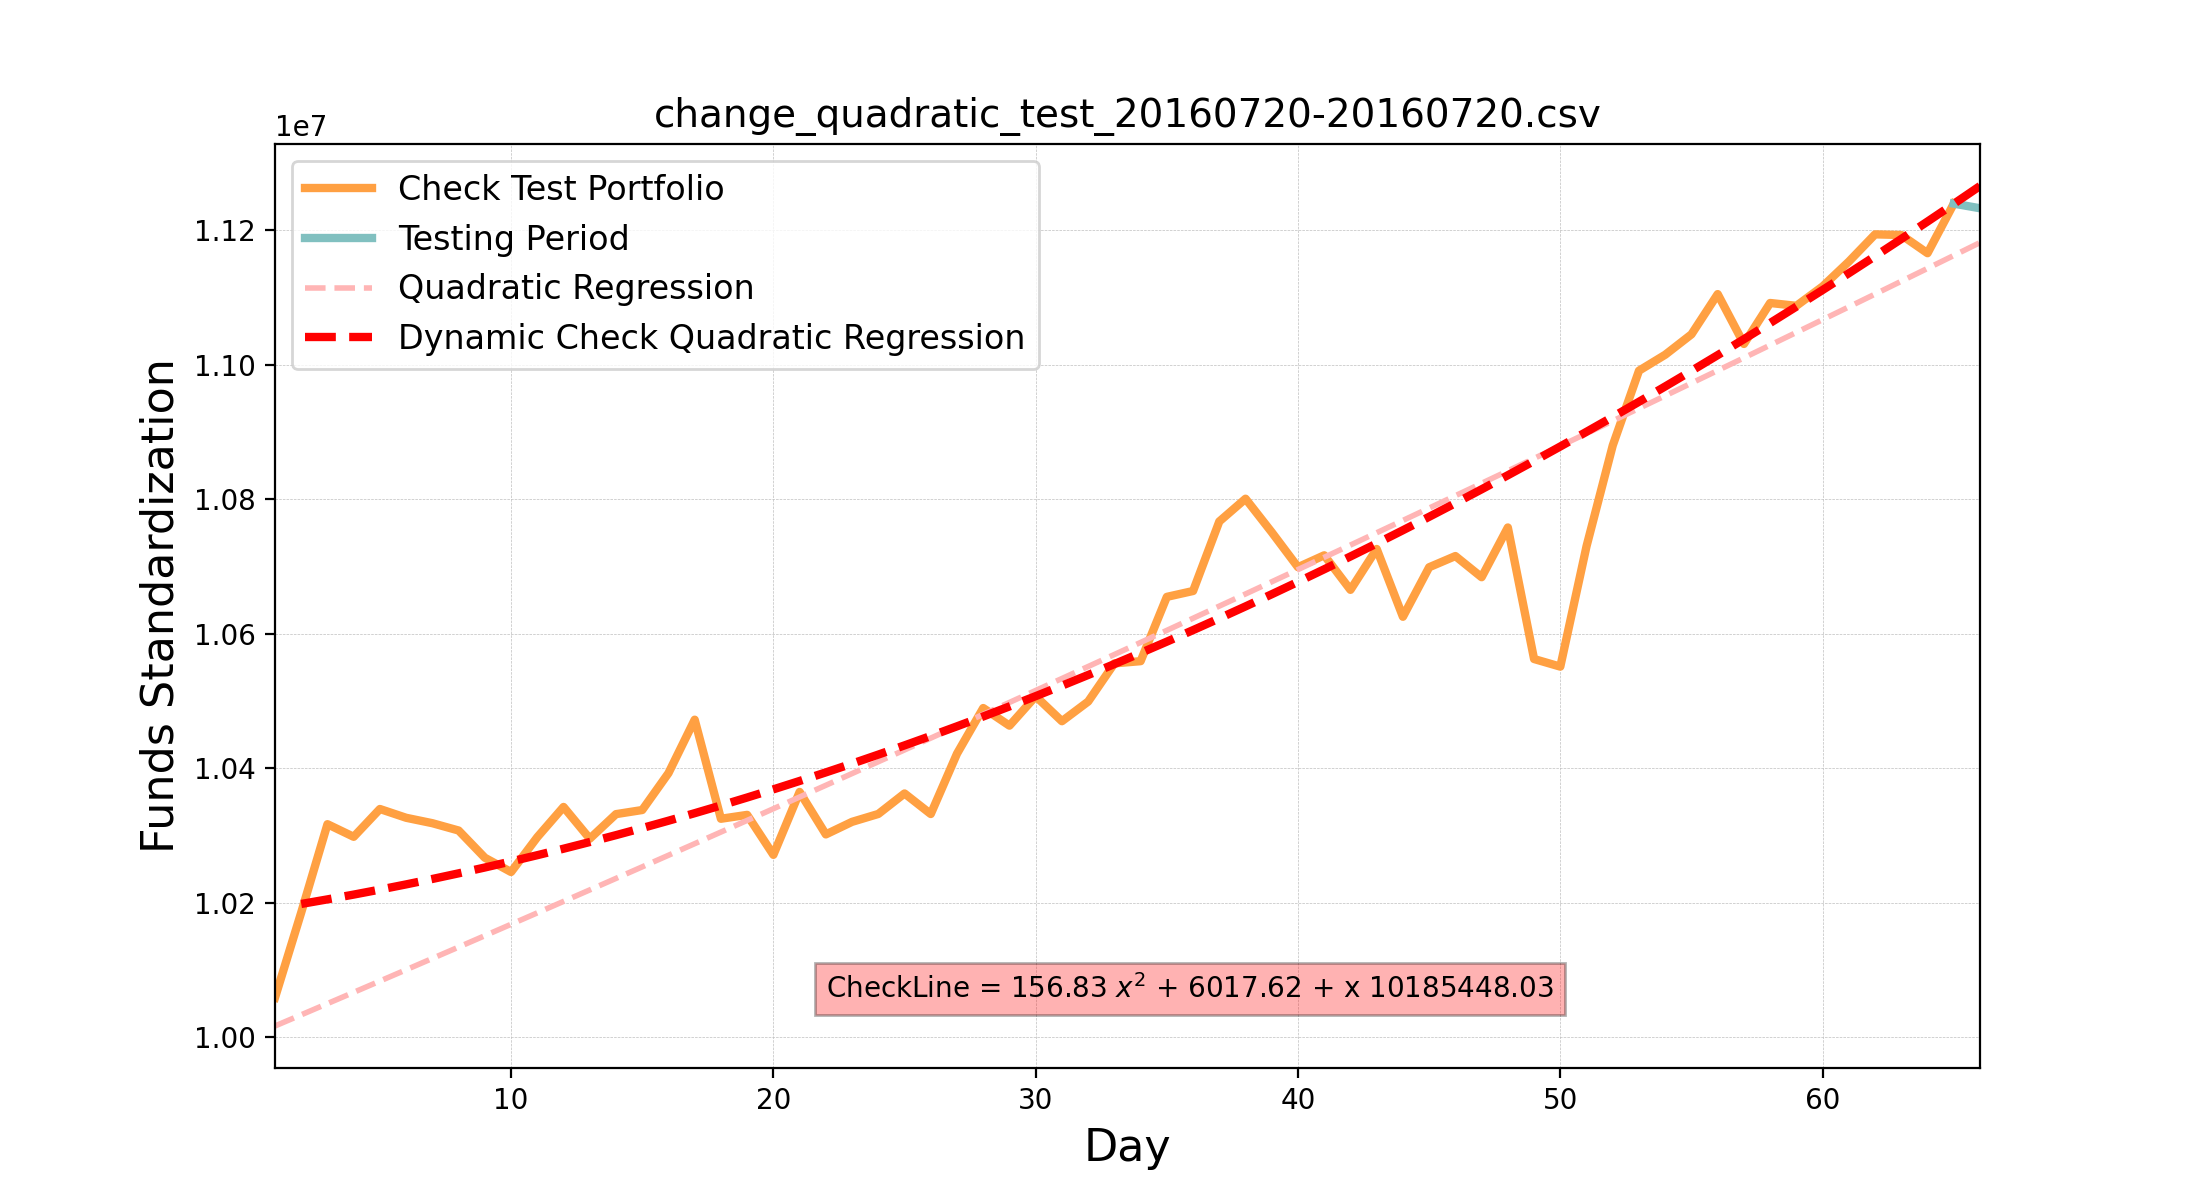 change_quadratic_test_20160720-20160720.csv
1e7
Check Test Portfolio
Testing Period
Quadratic Regression
Dynamic Check Quadratic Regression
1.12
1.10
1.08
1.06
1.04
1.02
1.00
Funds Standardization
CheckLine = 156.83 x² + 6017.62 + x 10185448.03
10 20 30 40 50 60
Day